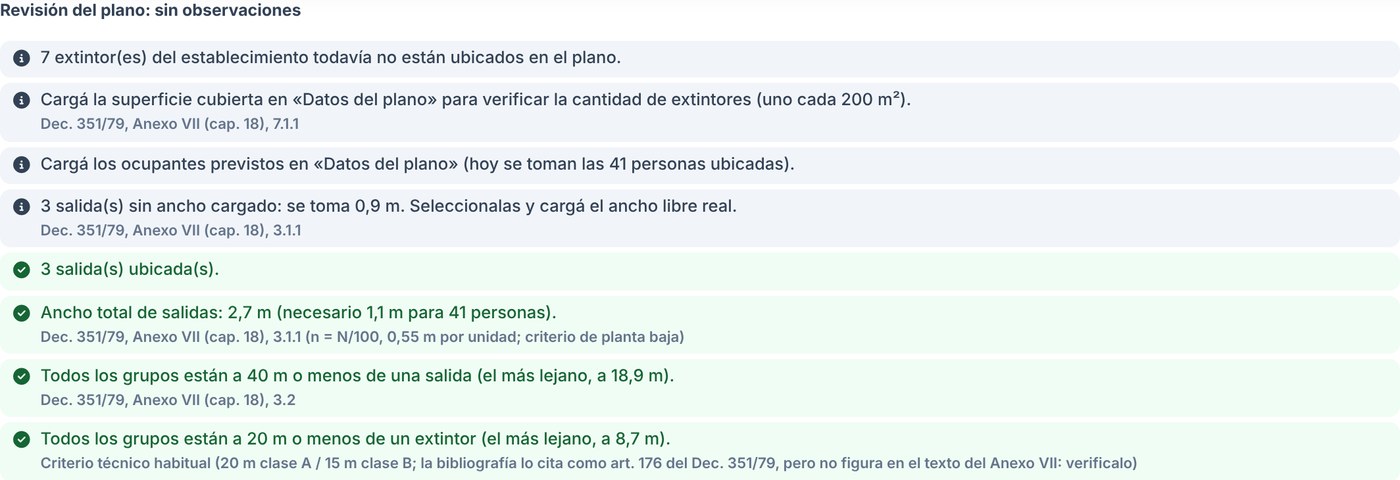 Revisión del plano: sin observaciones
7 extintor(es) del establecimiento todavía no están ubicados en el plano.
Cargá la superficie cubierta en «Datos del plano» para verificar la cantidad de extintores (uno cada 200 m²).
Dec. 351/79, Anexo VII (cap. 18), 7.1.1
Cargá los ocupantes previstos en «Datos del plano» (hoy se toman las 41 personas ubicadas).
3 salida(s) sin ancho cargado: se toma 0,9 m. Seleccionalas y cargá el ancho libre real.
Dec. 351/79, Anexo VII (cap. 18), 3.1.1
3 salida(s) ubicada(s).
Ancho total de salidas: 2,7 m (necesario 1,1 m para 41 personas).
Dec. 351/79, Anexo VII (cap. 18), 3.1.1 (n = N/100, 0,55 m por unidad; criterio de planta baja)
Todos los grupos están a 40 m o menos de una salida (el más lejano, a 18,9 m).
Dec. 351/79, Anexo VII (cap. 18), 3.2
Todos los grupos están a 20 m o menos de un extintor (el más lejano, a 8,7 m).
Criterio técnico habitual (20 m clase A / 15 m clase B; la bibliografía lo cita como art. 176 del Dec. 351/79, pero no figura en el texto del Anexo VII: verificalo)